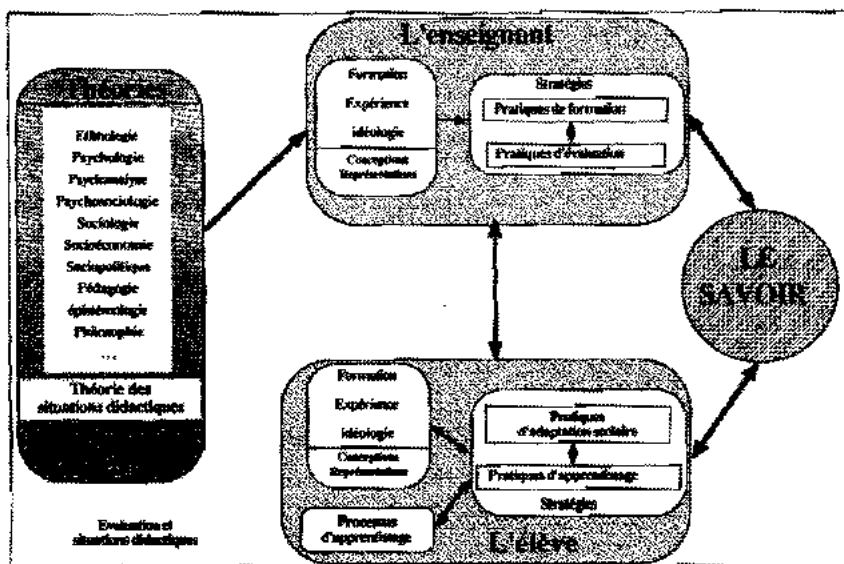 Théories
Ethnologie
Psychologie
Psychanalyse
Psychosociologie
Sociologie
Socioéconomie
Sociopolitique
Pédagogie
épistémologie
Philosophie
...
Théorie des
situations didactiques
Evaluation et
situations didactiques
L'enseignant
Formation
Expérience
idéologie
Conceptions
Représentations
Stratégies
Pratiques de formation
Pratiques d'évaluation
LE
SAVOIR
Formation
Expérience
idéologie
Conceptions
Représentations
Processus
d'apprentissage
Pratiques
d'adaptation scolaire
Pratiques d'apprentissage
Stratégies
L'élève